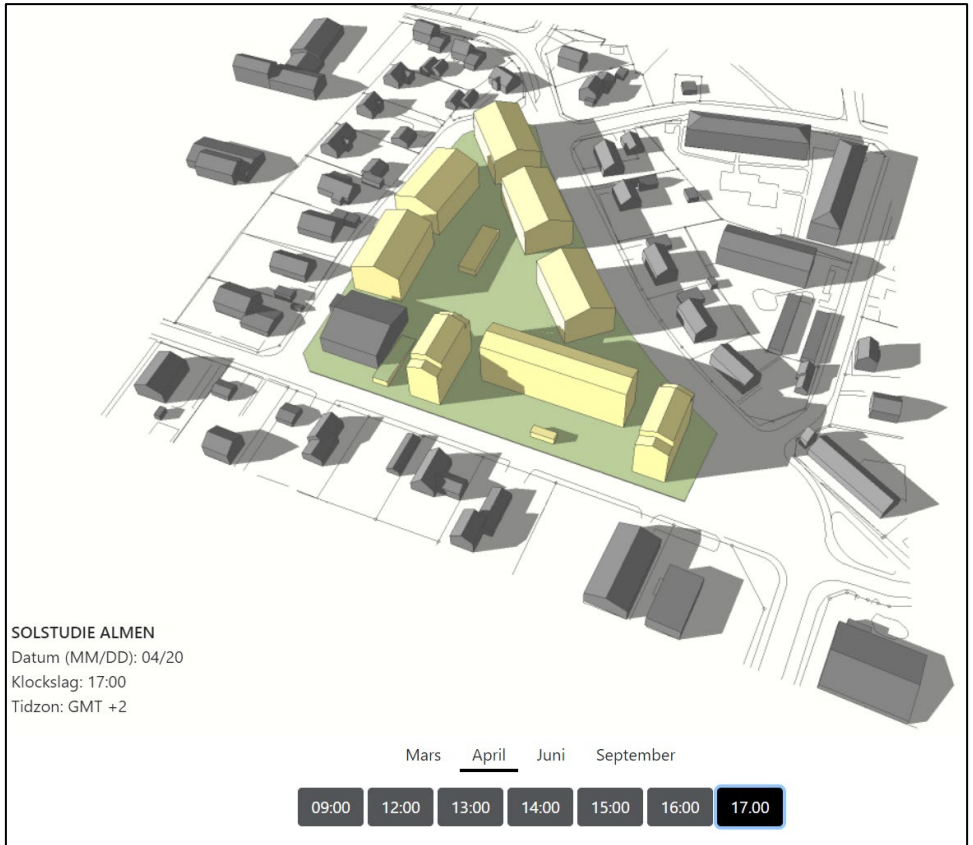 SOLSTUDIE ALMEN
Datum (MM/DD): 04/20
Klockslag: 17:00
Tidzon: GMT +2
Mars April Juni September
09:00 12:00 13:00 14:00 15:00 16:00 17.00